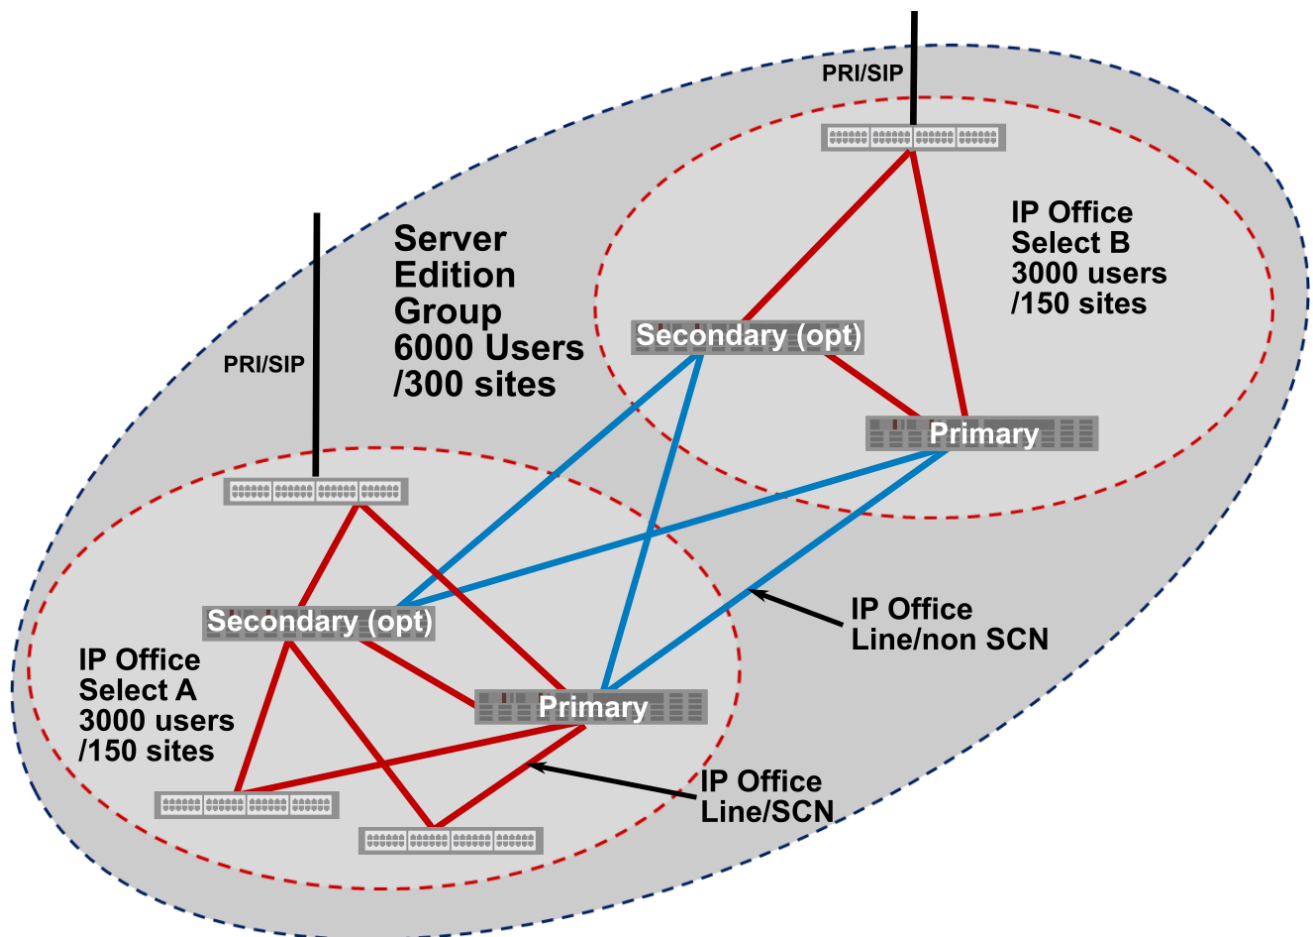 PRI/SIP
IP Office
Select B
3000 users
/150 sites
Server
Edition
Group
6000 Users
/300 sites
PRI/SIP
Secondary (opt)
Primary
IP Office
Line/non SCN
Secondary (opt)
IP Office
Select A
3000 users
/150 sites
Primary
IP Office
Line/SCN